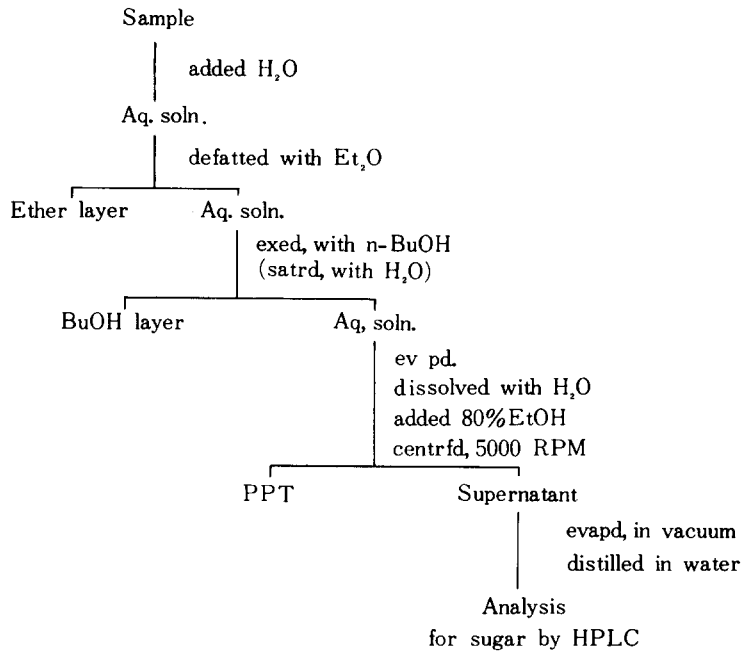 Sample
added H₂O
Aq. soln.
defatted with Et₂O
Ether layer Aq. soln.
exed, with n-BuOH
(satrd, with H₂O)
BuOH layer Aq, soln.
ev pd.
dissolved with H₂O
added 80%EtOH
centrfd, 5000 RPM
PPT Supernatant
evapd, in vacuum
distilled in water
Analysis
for sugar by HPLC